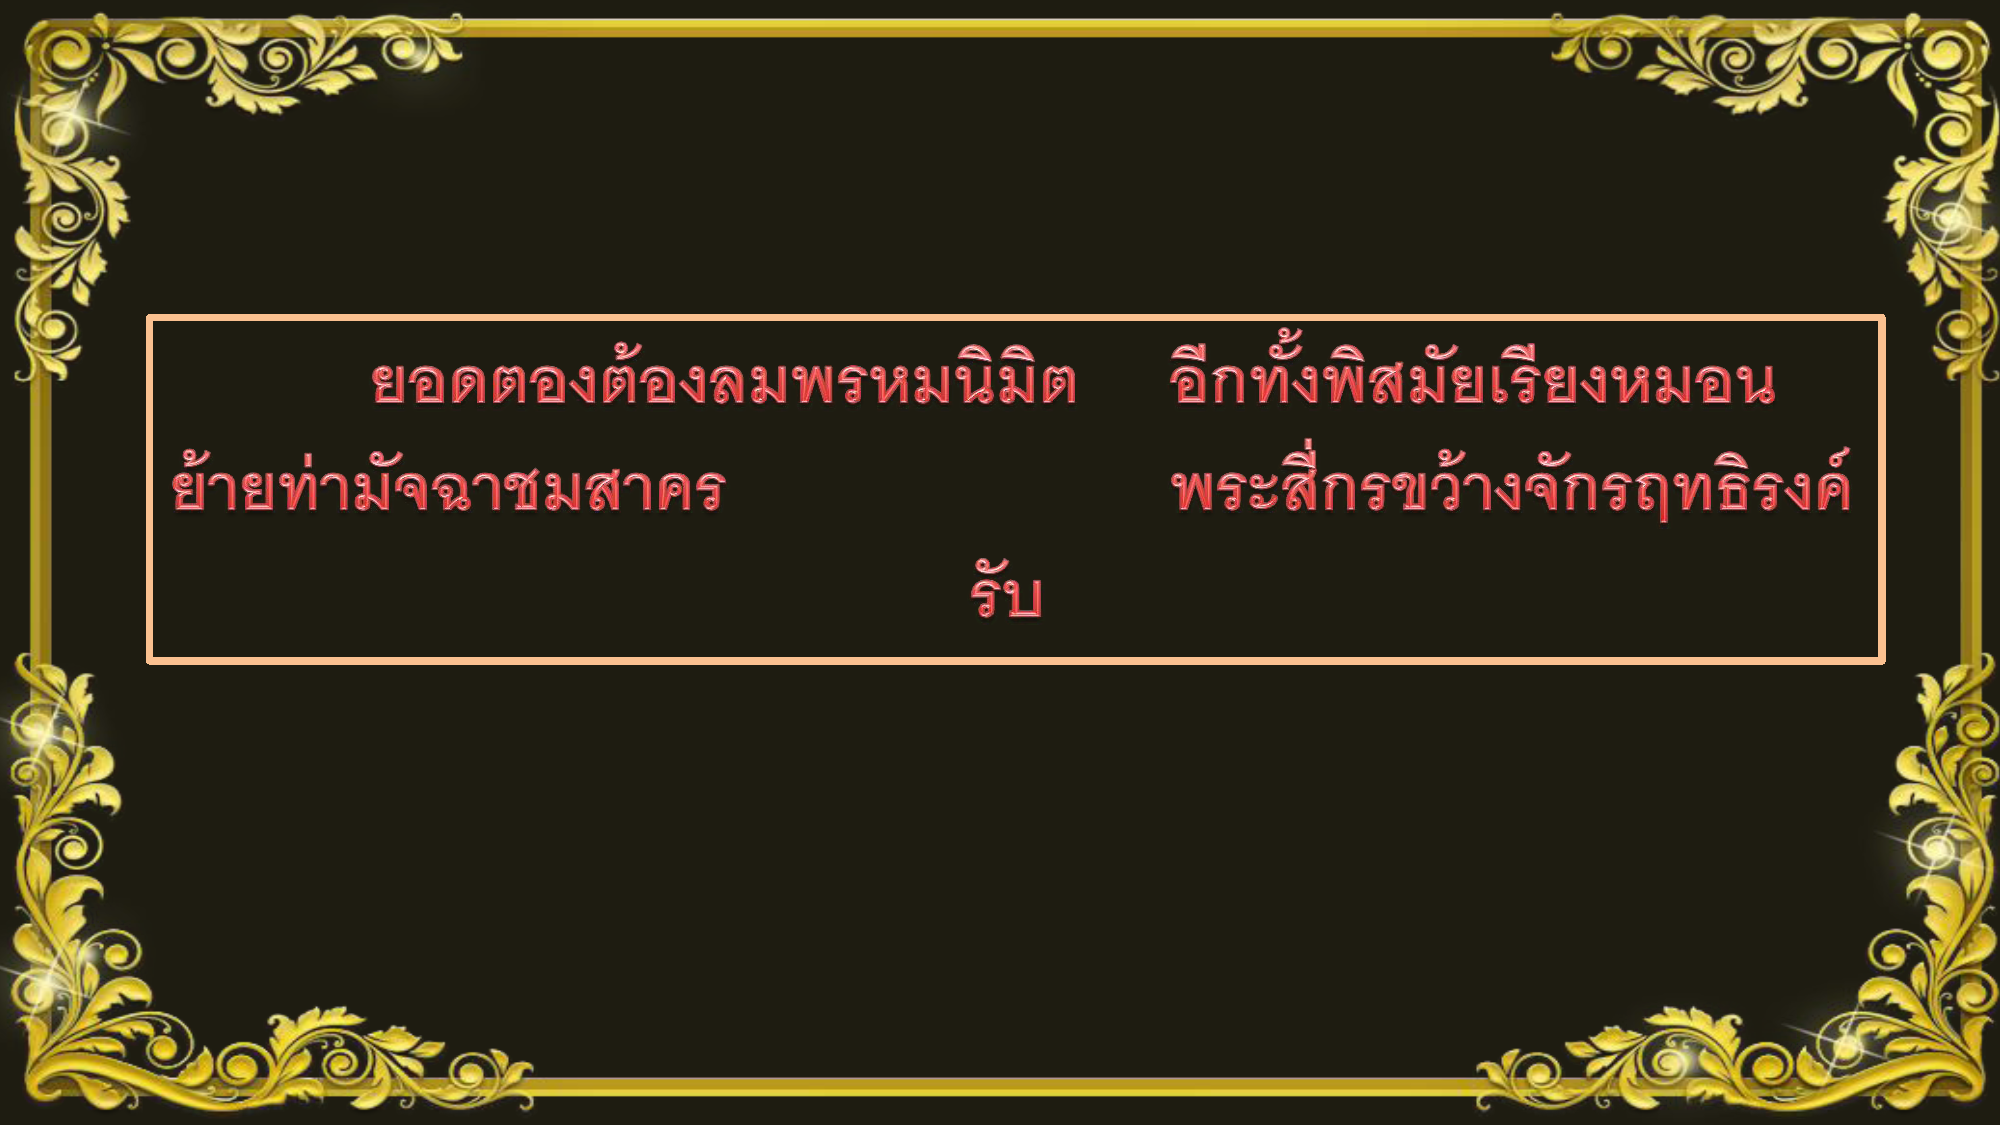 ยอดตองต้องลมพรหมนิมิต อีกทั้งพิสมัยเรียงหมอน
ย้ายท่ามัจฉาชมสาคร พระสี่กรขว้างจักรฤทธิรงค์
รับ